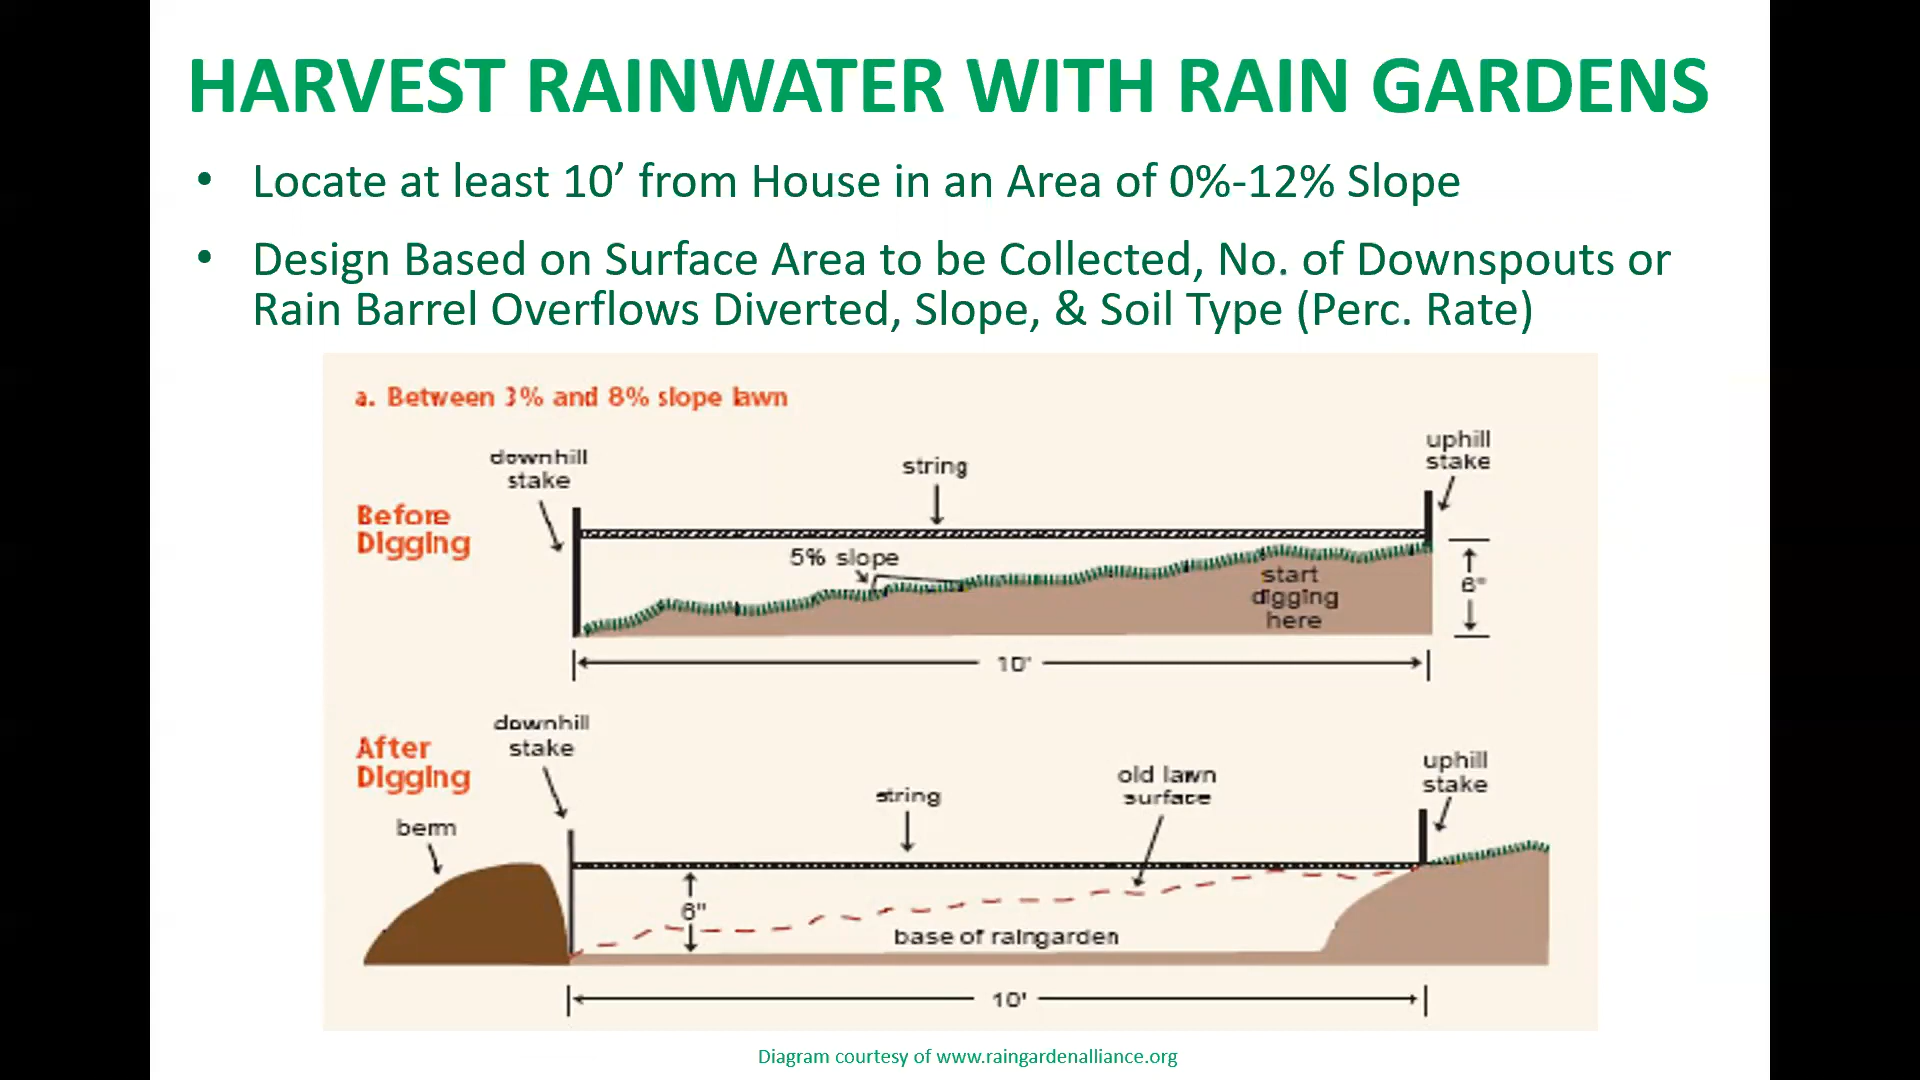 HARVEST RAINWATER WITH RAIN GARDENS
• Locate at least 10’ from House in an Area of 0%-12% Slope
• Design Based on Surface Area to be Collected, No. of Downspouts or
Rain Barrel Overflows Diverted, Slope, & Soil Type (Perc. Rate)
a. Between 3% and 8% slope lawn
uphill
stake
downhill
stake
string
Before
Digging
5% slope
start
digging
here
6"
10'
downhill
stake
After
Digging
uphill
stake
old lawn
surface
string
berm
6"
base of raingarden
10'
Diagram courtesy of www.raingardenalliance.org